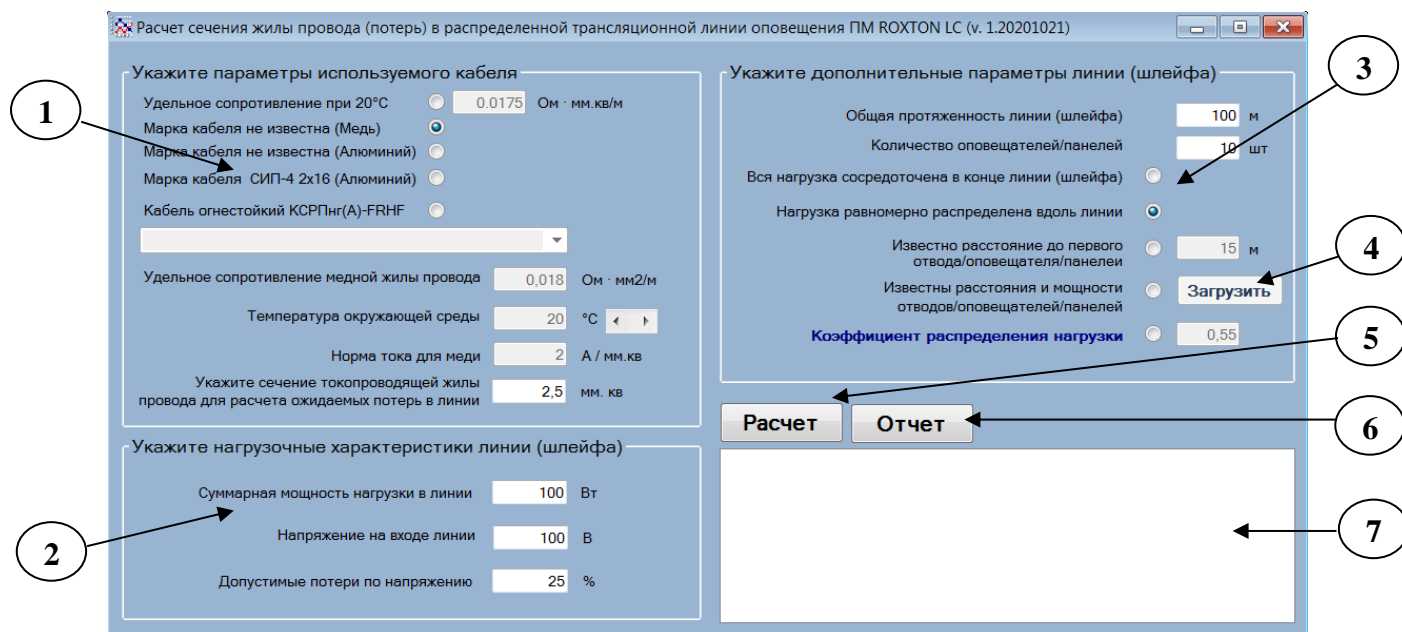 Расчет сечения жилы провода (потерь) в распределенной трансляционной линии оповещения ПМ ROXTON LC (v. 1.20201021)
Укажите параметры используемого кабеля
1
Удельное сопротивление при 20°C 0.0175 Ом · мм.кв/м
Марка кабеля не известна (Медь)
Марка кабеля не известна (Алюминий)
Марка кабеля СИП-4 2х16 (Алюминий)
Кабель огнестойкий КСРПнг(А)-FRHF
Удельное сопротивление медной жилы провода 0,018 Ом · мм2/м
Температура окружающей среды 20 °C
Норма тока для меди 2 А / мм.кв
Укажите сечение токопроводящей жилы
провода для расчета ожидаемых потерь в линии 2,5 мм. кв
Укажите нагрузочные характеристики линии (шлейфа)
2
Суммарная мощность нагрузки в линии 100 Вт
Напряжение на входе линии 100 В
Допустимые потери по напряжению 25 %
Укажите дополнительные параметры линии (шлейфа)
3
Общая протяженность линии (шлейфа) 100 м
Количество оповещателей/панелей 10 шт
Вся нагрузка сосредоточена в конце линии (шлейфа)
Нагрузка равномерно распределена вдоль линии
Известно расстояние до первого
отвода/оповещателя/панелеи 15 м
4
Известны расстояния и мощности
отводов/оповещателей/панелей Загрузить
Коэффициент распределения нагрузки 0,55
5
Расчет Отчет
6
7